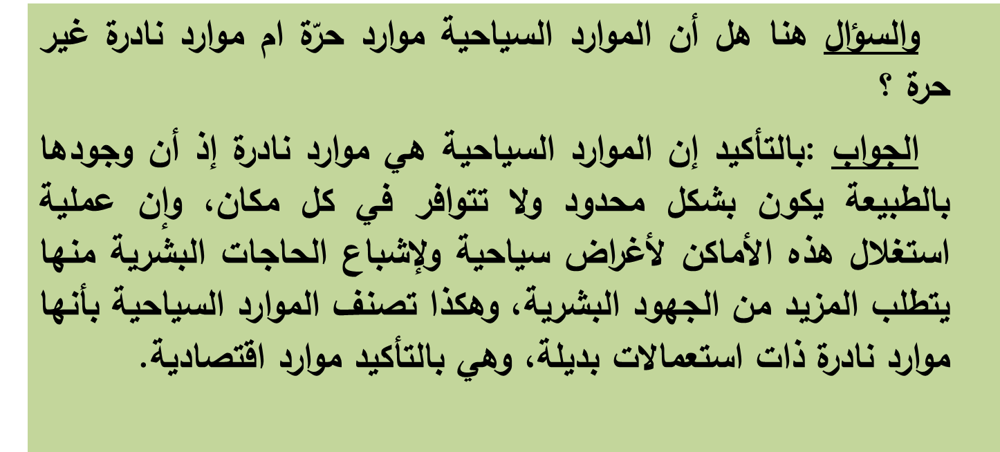 والسؤال هنا هل أن الموارد السياحية موارد حرّة ام موارد نادرة غير
حرة ؟
الجواب :بالتأكيد إن الموارد السياحية هي موارد نادرة إذ أن وجودها
بالطبيعة يكون بشكل محدود ولا تتوافر في كل مكان، وإن عملية
استغلال هذه الأماكن لأغراض سياحية ولإشباع الحاجات البشرية منها
يتطلب المزيد من الجهود البشرية، وهكذا تصنف الموارد السياحية بأنها
موارد نادرة ذات استعمالات بديلة، وهي بالتأكيد موارد اقتصادية.